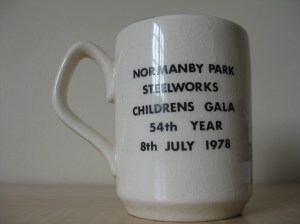 NORMANBY PARK
STEELWORKS
CHILDRENS GALA
54th YEAR
8th JULY 1978